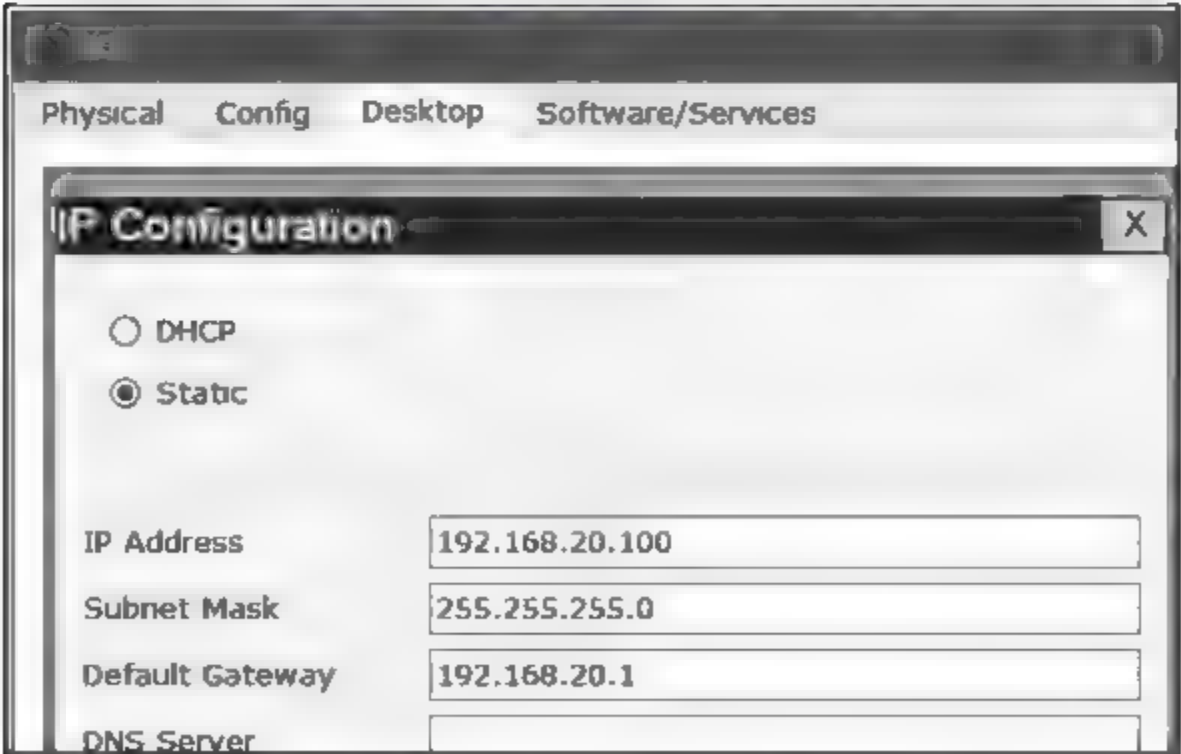 Physical Config Desktop Software/Services
IP Configuration
X
DHCP
Static
IP Address 192.168.20.100
Subnet Mask 255.255.255.0
Default Gateway 192.168.20.1
DNS Server